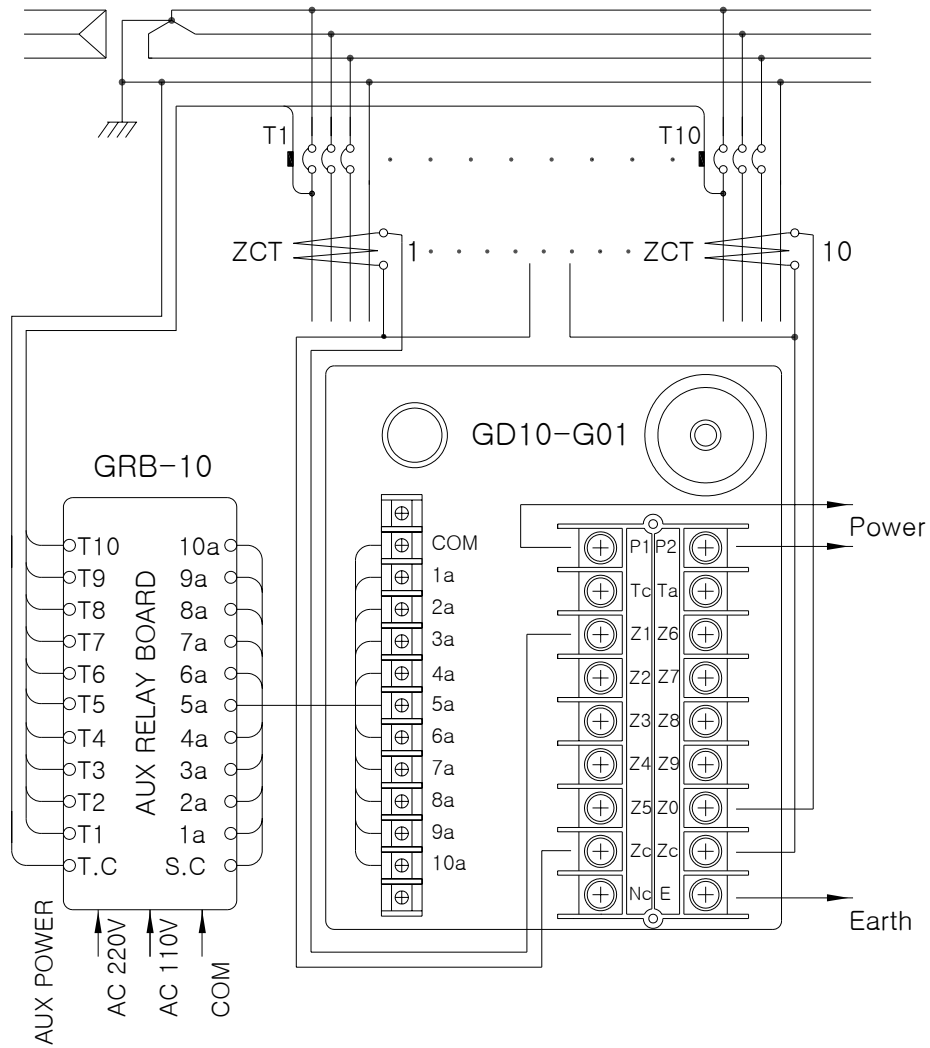 T1
T10
ZCT
1
ZCT
10
GD10-G01
GRB-10
Power
T10
T9
T8
T7
T6
T5
T4
T3
T2
T1
T.C
AUX RELAY BOARD
10a
9a
8a
7a
6a
5a
4a
3a
2a
1a
S.C
COM
1a
2a
3a
4a
5a
6a
7a
8a
9a
10a
P1 P2
Tc Ta
Z1 Z6
Z2 Z7
Z3 Z8
Z4 Z9
Z5 Z0
Zc Zc
Nc E
Earth
AUX POWER
AC 220V
AC 110V
COM